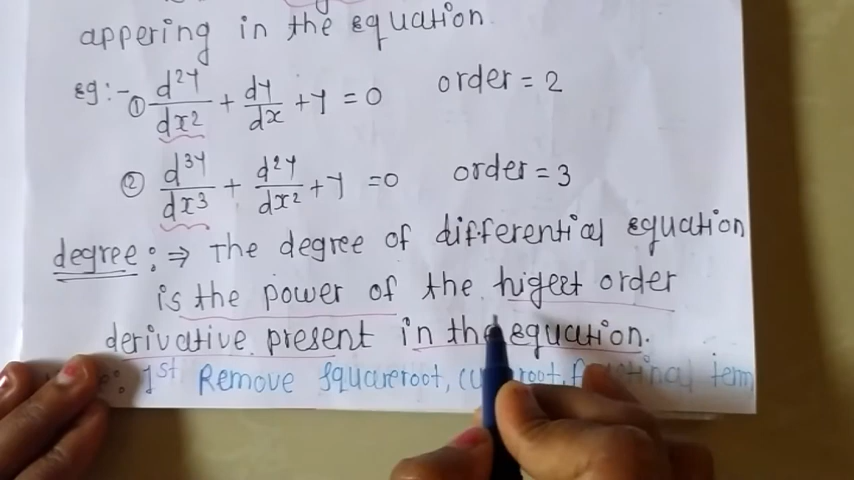 appering in the equation.
eg:- ① d²y/dx² + dy/dx + y = 0 order = 2
② d³y/dx³ + d²y/dx² + y = 0 order = 3
degree :⇒ The degree of differential equation
is the power of the higest order
derivative present in the equation.
1st Remove squareroot, term